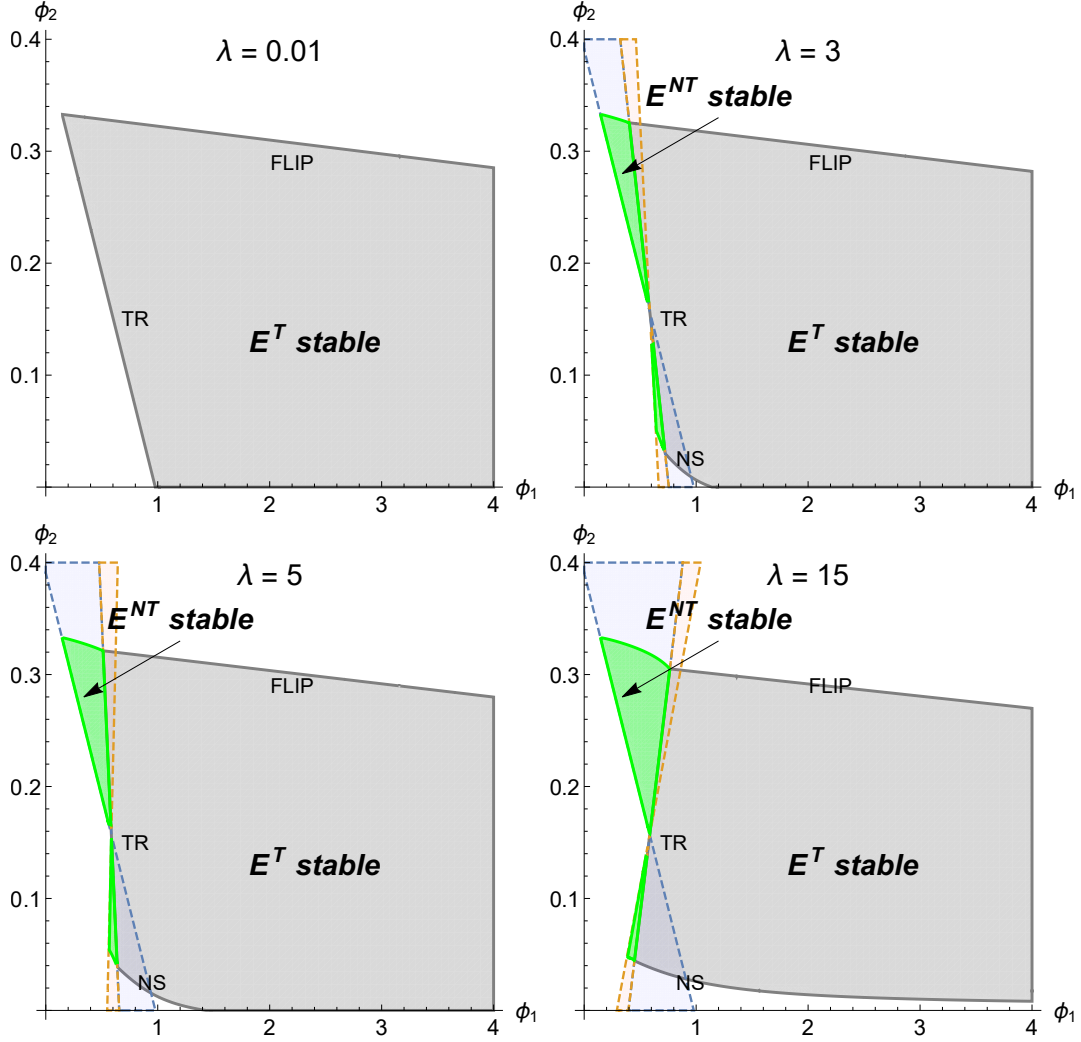 ϕ2
0.4
λ = 0.01
0.3
FLIP
0.2
TR
E^T stable
0.1
1 2 3 4 ϕ1
ϕ2
0.4
λ = 3
E^NT stable
0.3
FLIP
0.2
TR
E^T stable
0.1
NS
1 2 3 4 ϕ1
ϕ2
0.4
λ = 5
E^NT stable
0.3
FLIP
0.2
TR
E^T stable
0.1
NS
1 2 3 4 ϕ1
ϕ2
0.4
λ = 15
E^NT stable
0.3
FLIP
0.2
TR
E^T stable
0.1
NS
1 2 3 4 ϕ1